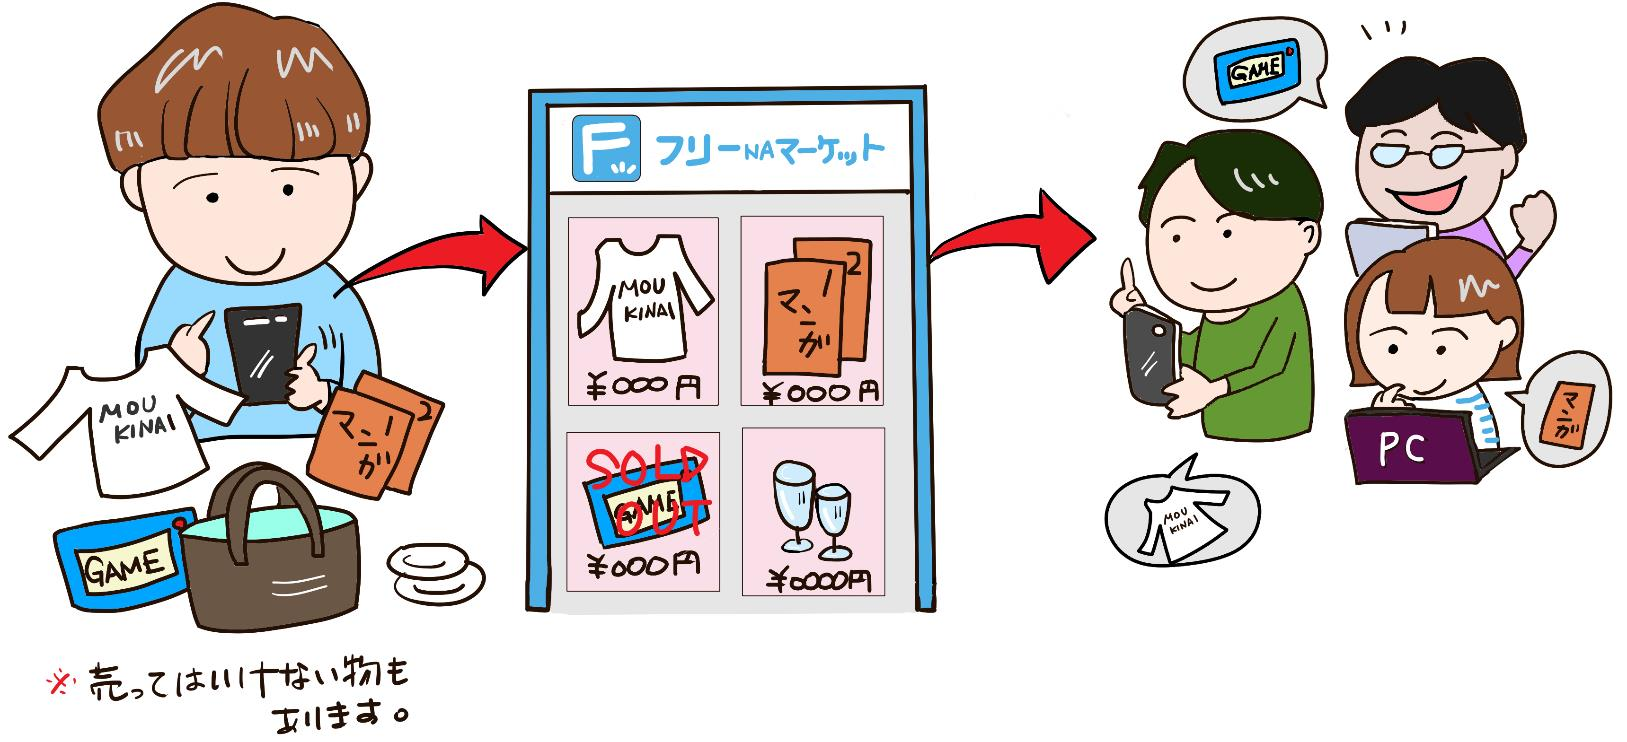 MOU
KINAI
GAME
マンが
1
2
※売ってはいけない物も
あります。
F
フリーNAマーケット
MOU
KINAI
¥000円
マンが
1
2
¥000円
SOLD
OUT
GAME
¥000円
¥0000円
GAME
PC
マンが
MOU
KINAI